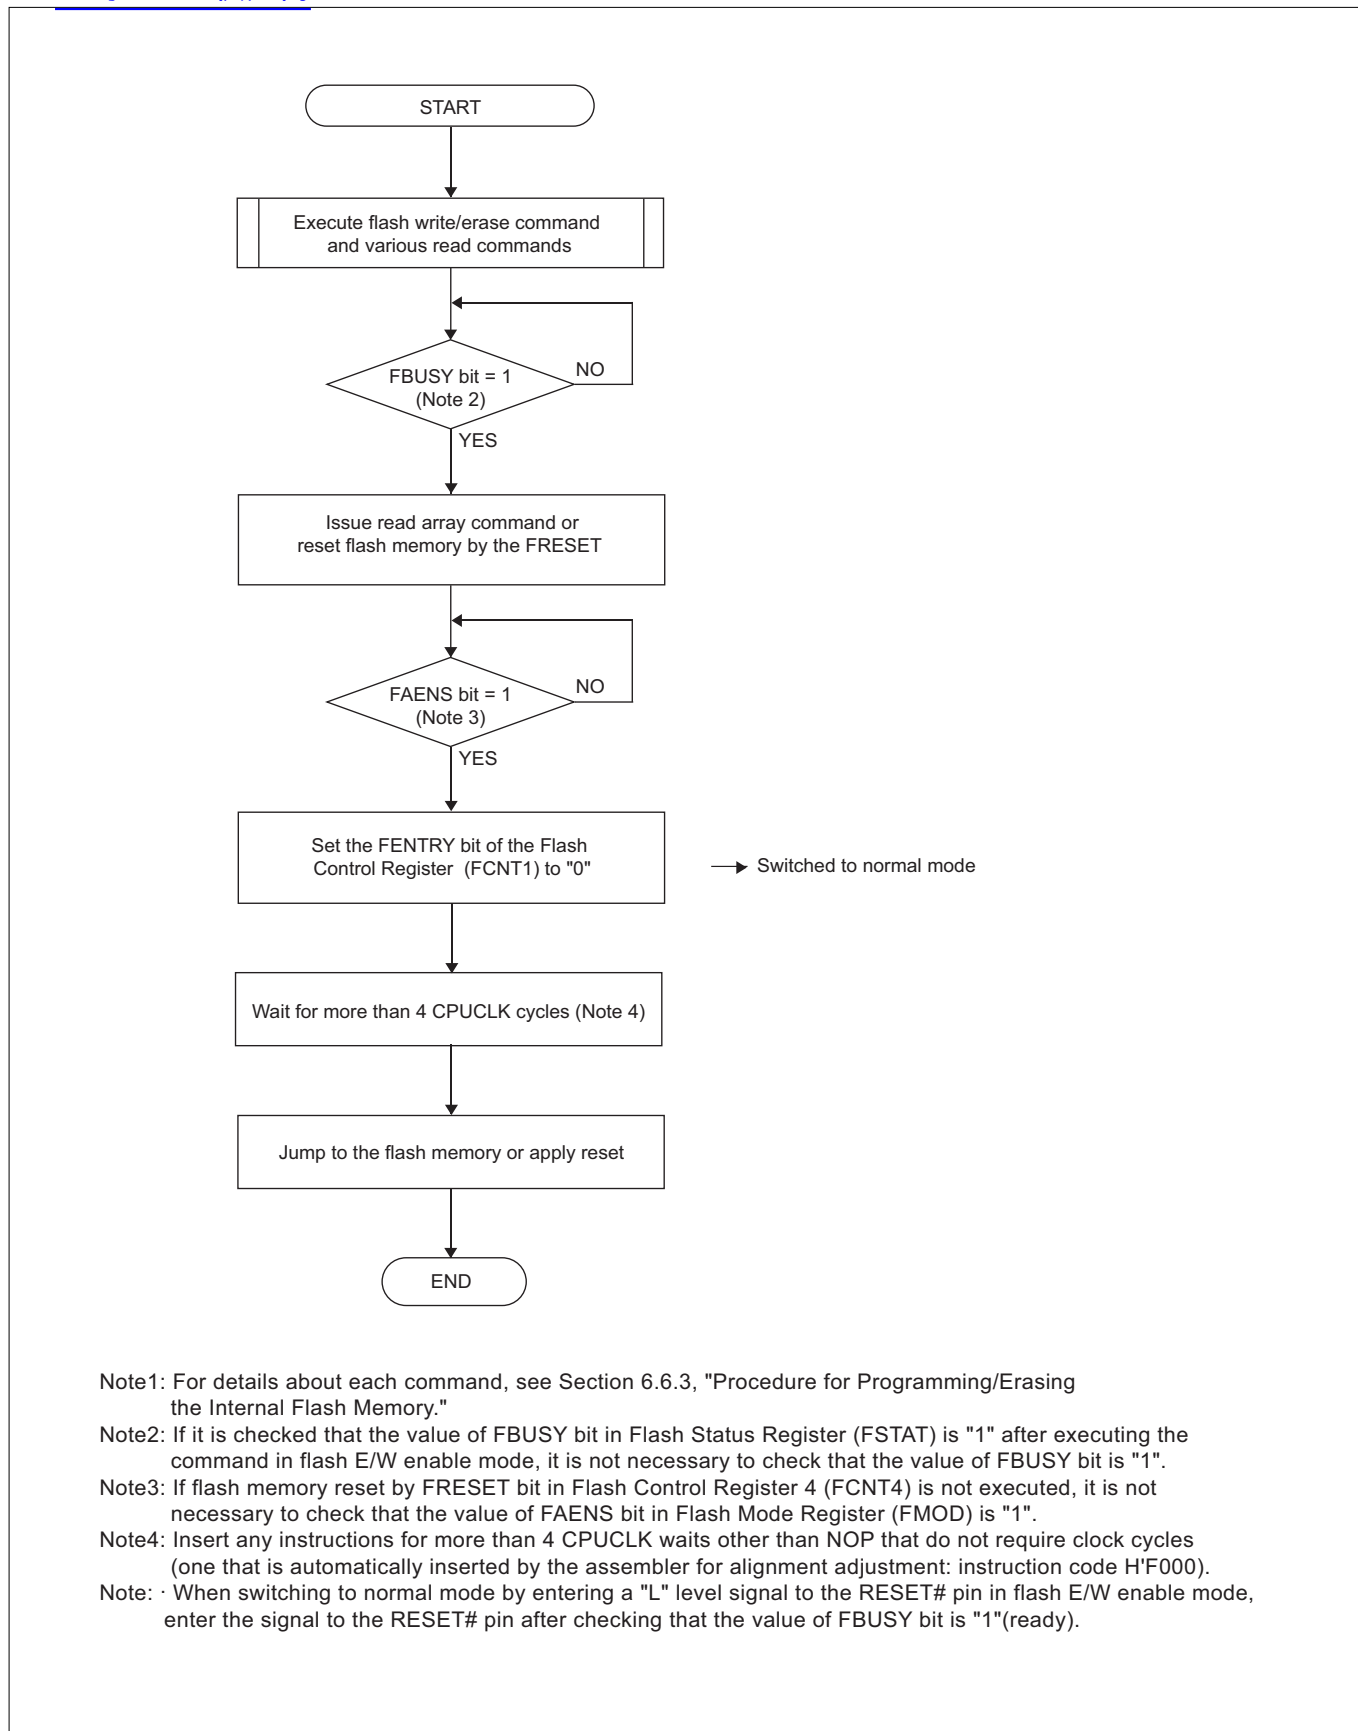 START
Execute flash write/erase command
and various read commands
FBUSY bit = 1
(Note 2)
NO
YES
Issue read array command or
reset flash memory by the FRESET
FAENS bit = 1
(Note 3)
NO
YES
Set the FENTRY bit of the Flash
Control Register (FCNT1) to "0"
Switched to normal mode
Wait for more than 4 CPUCLK cycles (Note 4)
Jump to the flash memory or apply reset
END
Note1: For details about each command, see Section 6.6.3, "Procedure for Programming/Erasing
the Internal Flash Memory."
Note2: If it is checked that the value of FBUSY bit in Flash Status Register (FSTAT) is "1" after executing the
command in flash E/W enable mode, it is not necessary to check that the value of FBUSY bit is "1".
Note3: If flash memory reset by FRESET bit in Flash Control Register 4 (FCNT4) is not executed, it is not
necessary to check that the value of FAENS bit in Flash Mode Register (FMOD) is "1".
Note4: Insert any instructions for more than 4 CPUCLK waits other than NOP that do not require clock cycles
(one that is automatically inserted by the assembler for alignment adjustment: instruction code H'F000).
Note: · When switching to normal mode by entering a "L" level signal to the RESET# pin in flash E/W enable mode,
enter the signal to the RESET# pin after checking that the value of FBUSY bit is "1"(ready).